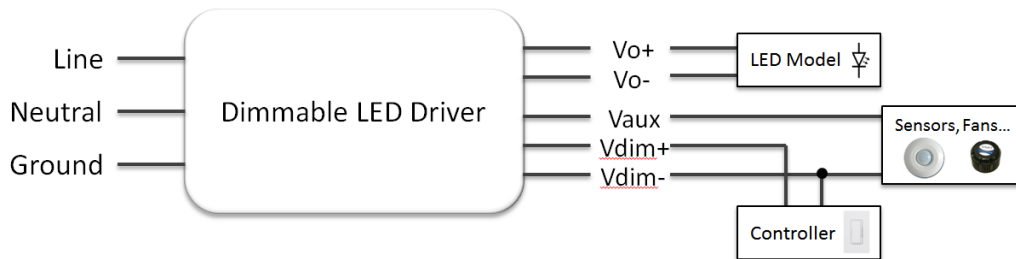 Line
Neutral
Ground
Dimmable LED Driver
Vo+
Vo-
Vaux
Vdim+
Vdim-
LED Model
Sensors, Fans...
Controller